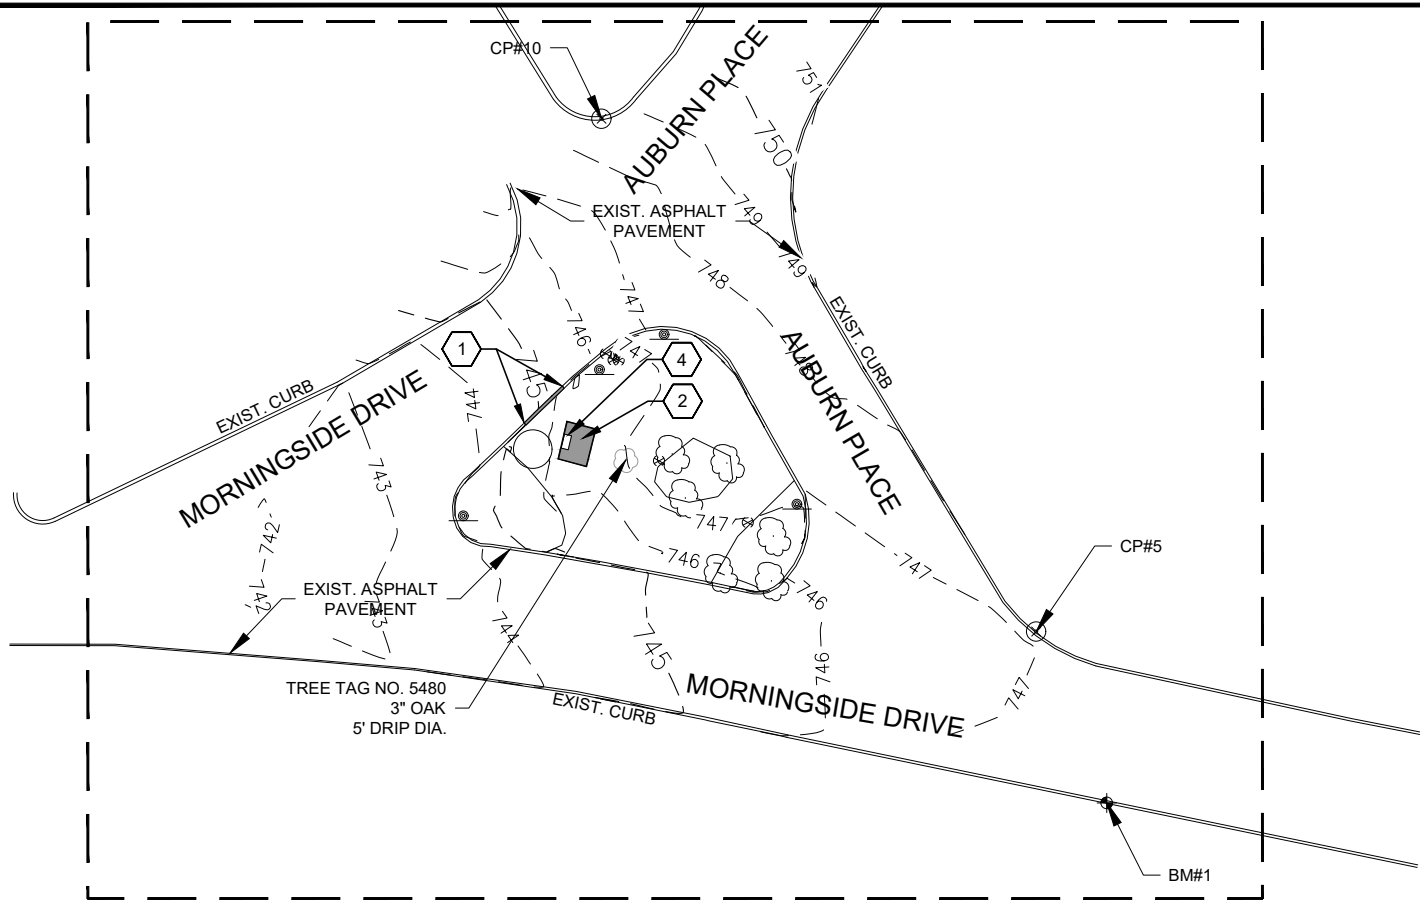 CP#10
AUBURN PLACE
751
750
EXIST. ASPHALT
PAVEMENT
749
749
748
747
746
747
745
744
1
4
2
EXIST. CURB
EXIST. CURB
AUBURN PLACE
748
MORNINGSIDE DRIVE
743
742
742
743
747
746
747
746
746
CP#5
EXIST. ASPHALT
PAVEMENT
744
745
747
TREE TAG NO. 5480
3" OAK
5' DRIP DIA.
EXIST. CURB
MORNINGSIDE DRIVE
BM#1